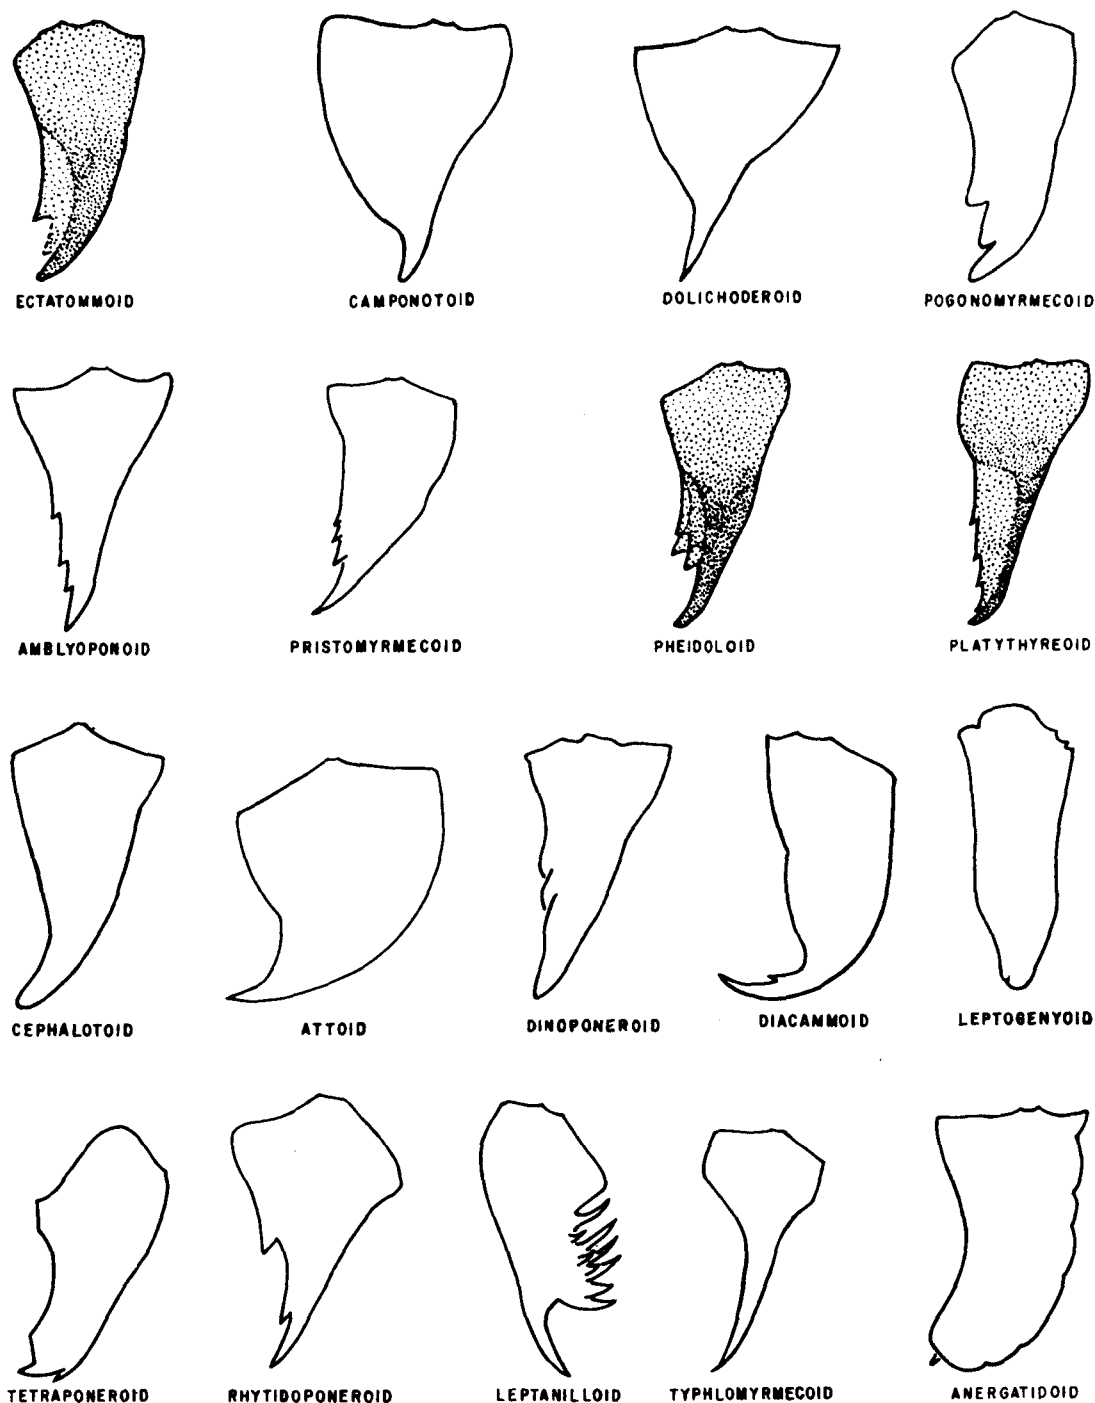 ECTATOMMOID
CAMPONOTOID
DOLICHODEROID
POGONOMYRMECOID
AMBLYOPONOID
PRISTOMYRMECOID
PHEIDOLOID
PLATYTHYREOID
CEPHALOTOID
ATTOID
DINOPONEROID
DIACAMMOID
LEPTOGENYOID
TETRAPONEROID
RHYTIDOPONEROID
LEPTANILLOID
TYPHLOMYRMECOID
ANERGATIDOID